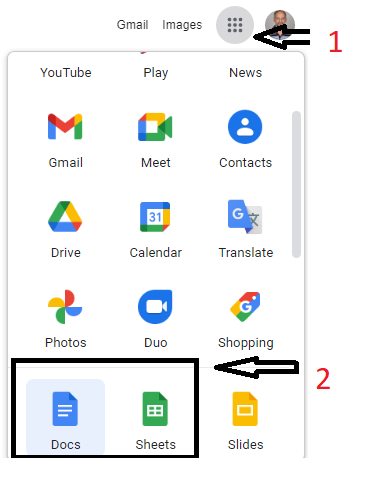 Gmail Images 1
YouTube Play News
Gmail Meet Contacts
31
Drive Calendar Translate
Photos Duo Shopping
2
Docs Sheets Slides